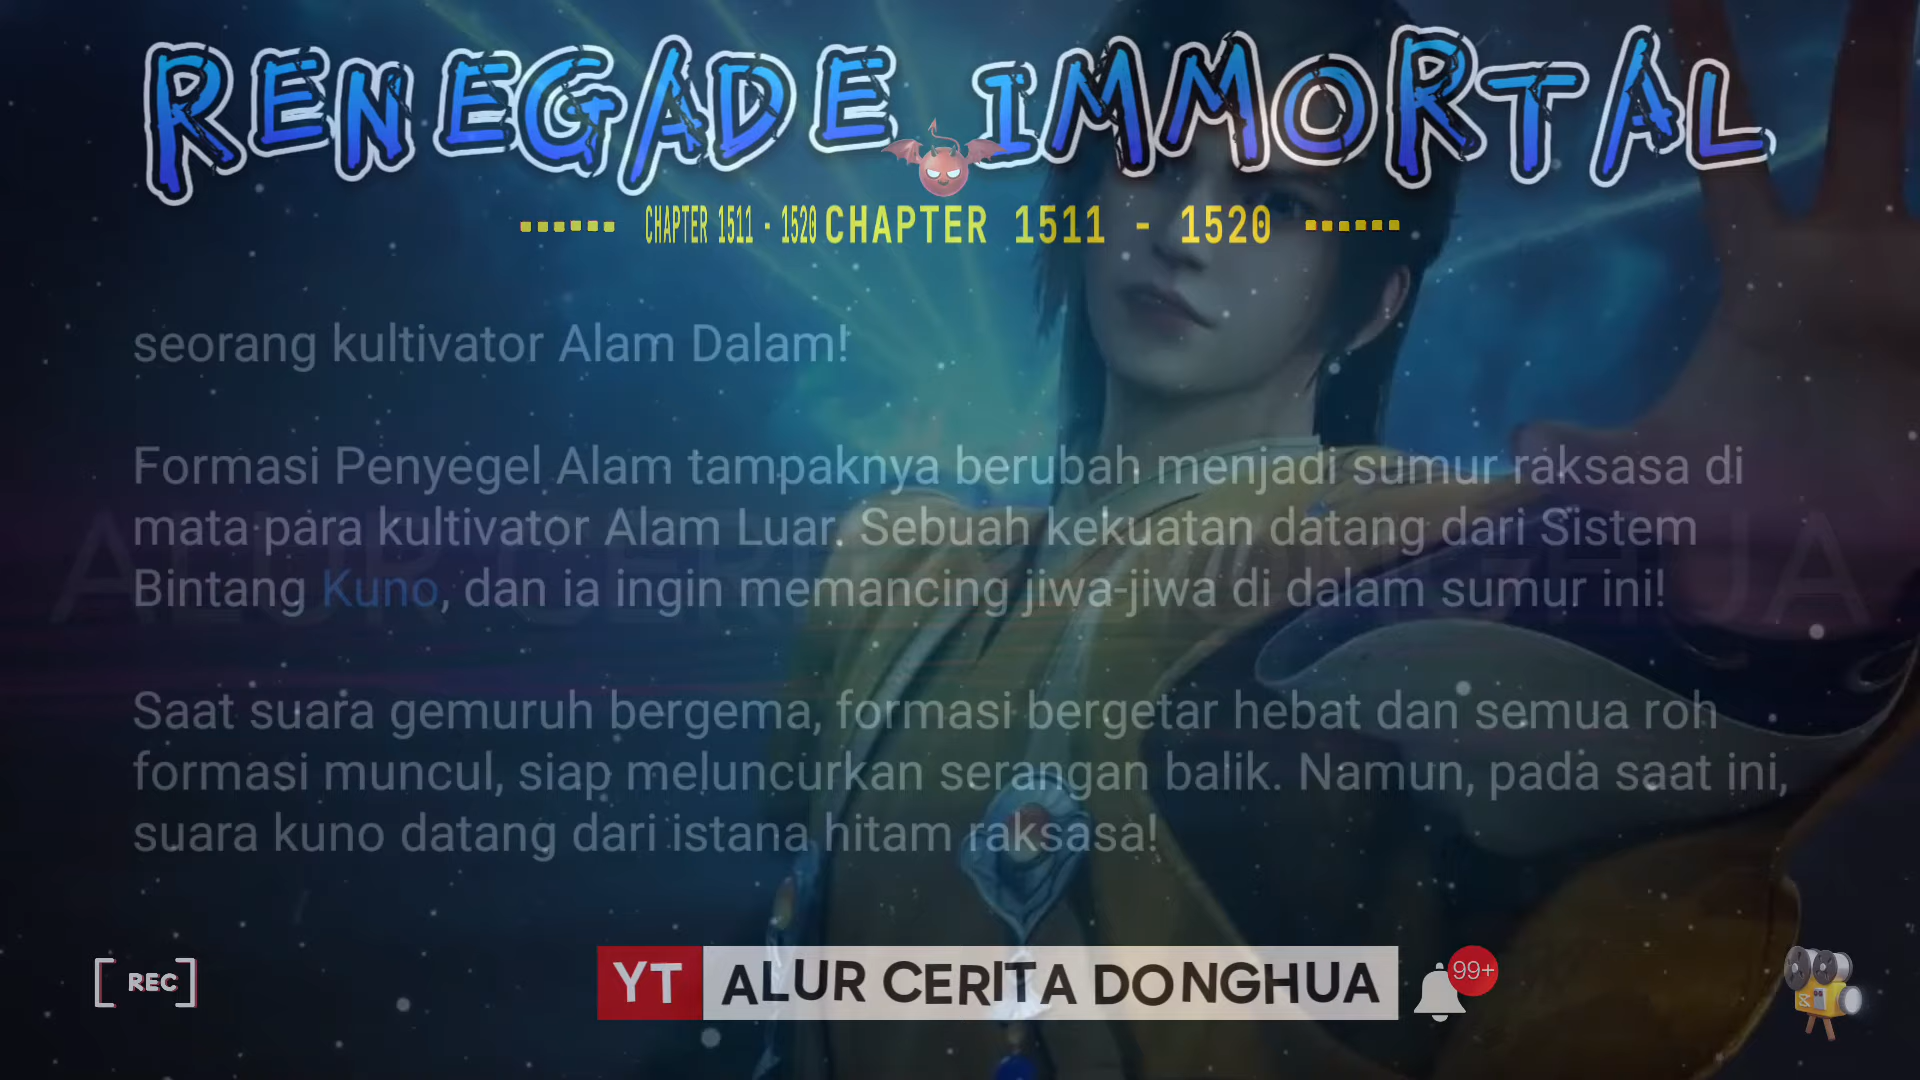 RENEGADE IMMORTAL
CHAPTER 1511 - 1520 CHAPTER 1511 - 1520
seorang kultivator Alam Dalam!
Formasi Penyegel Alam tampaknya berubah menjadi sumur raksasa di
mata para kultivator Alam Luar. Sebuah kekuatan datang dari Sistem
Bintang Kuno, dan ia ingin memancing jiwa-jiwa di dalam sumur ini!
ALUR CERITA DONGHUA
Saat suara gemuruh bergema, formasi bergetar hebat dan semua roh
formasi muncul, siap meluncurkan serangan balik. Namun, pada saat ini,
suara kuno datang dari istana hitam raksasa!
[ REC ]
YT ALUR CERITA DONGHUA
99+